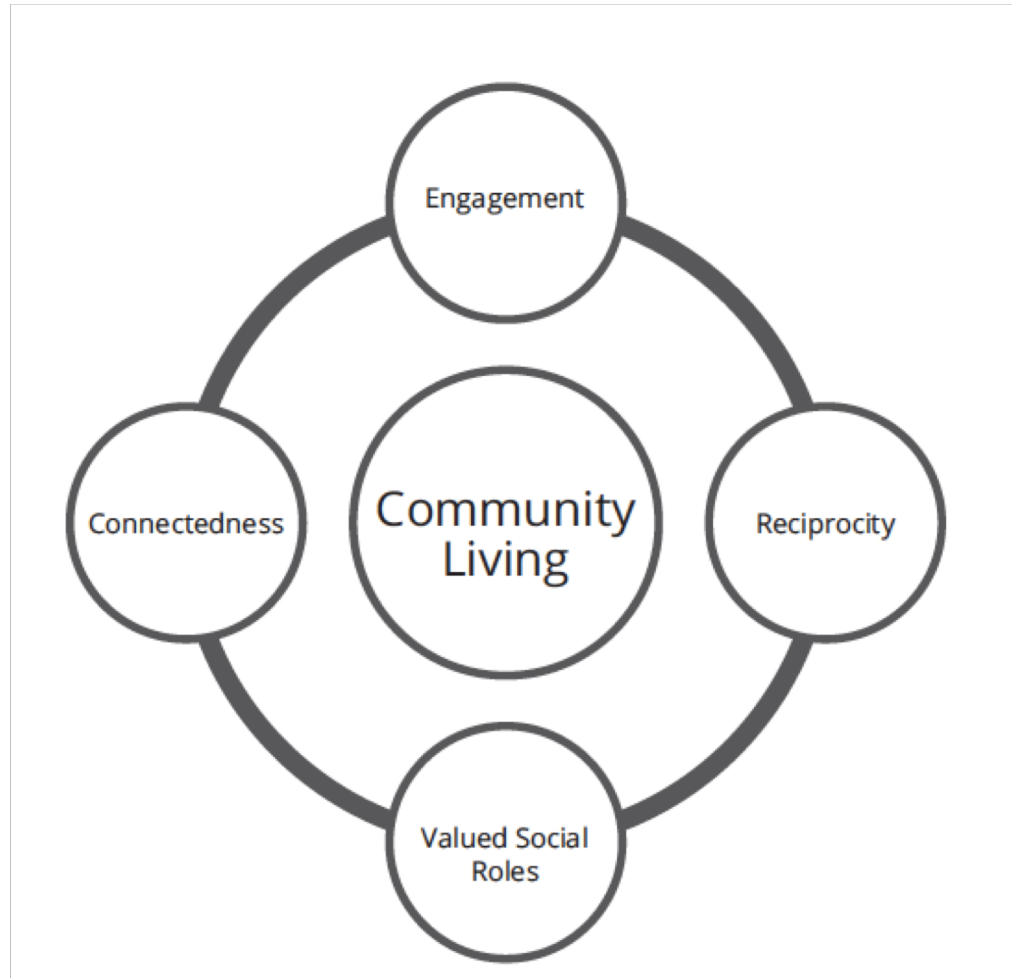 Engagement
Connectedness
Community
Living
Reciprocity
Valued Social
Roles